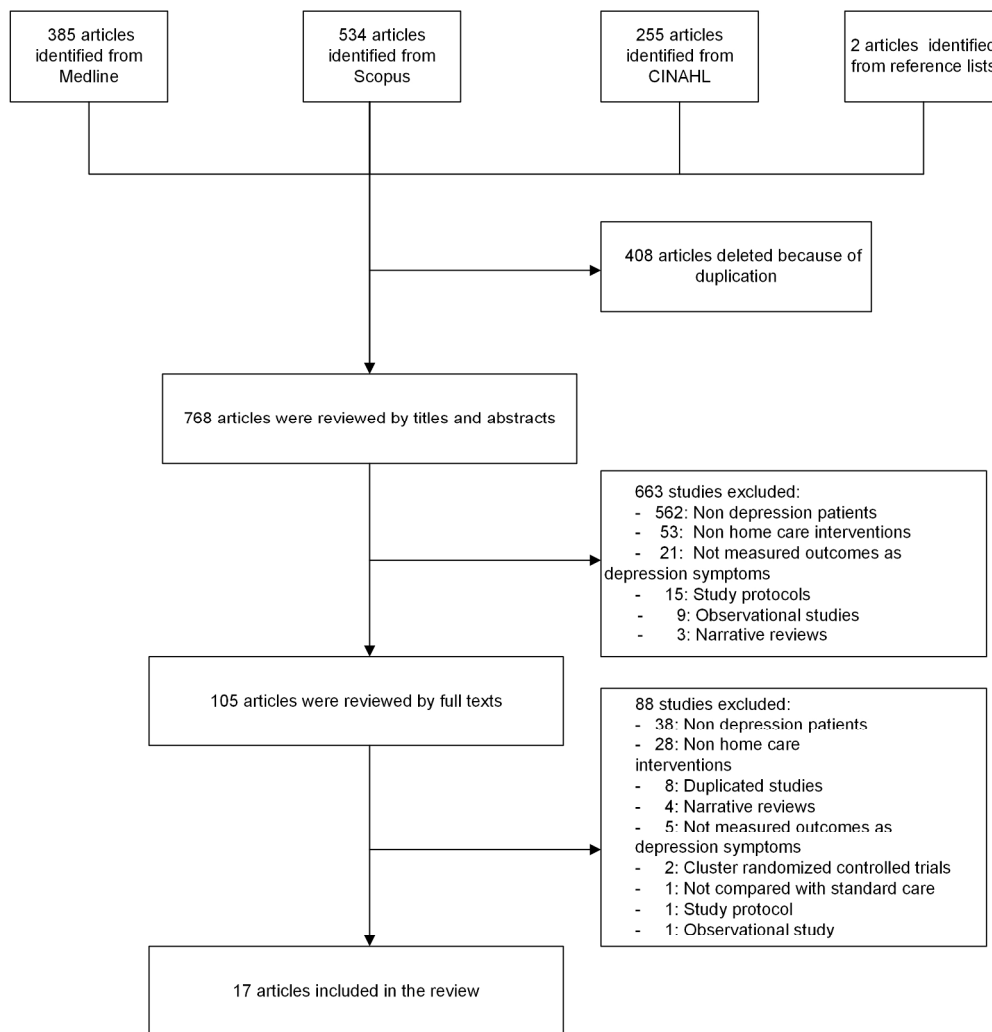 385 articles
identified from
Medline
534 articles
identified from
Scopus
255 articles
identified from
CINAHL
2 articles identified
from reference lists
408 articles deleted because of
duplication
768 articles were reviewed by titles and abstracts
663 studies excluded:
- 562: Non depression patients
- 53: Non home care interventions
- 21: Not measured outcomes as
depression symptoms
- 15: Study protocols
- 9: Observational studies
- 3: Narrative reviews
105 articles were reviewed by full texts
88 studies excluded:
- 38: Non depression patients
- 28: Non home care
interventions
- 8: Duplicated studies
- 4: Narrative reviews
- 5: Not measured outcomes as
depression symptoms
- 2: Cluster randomized controlled trials
- 1: Not compared with standard care
- 1: Study protocol
- 1: Observational study
17 articles included in the review